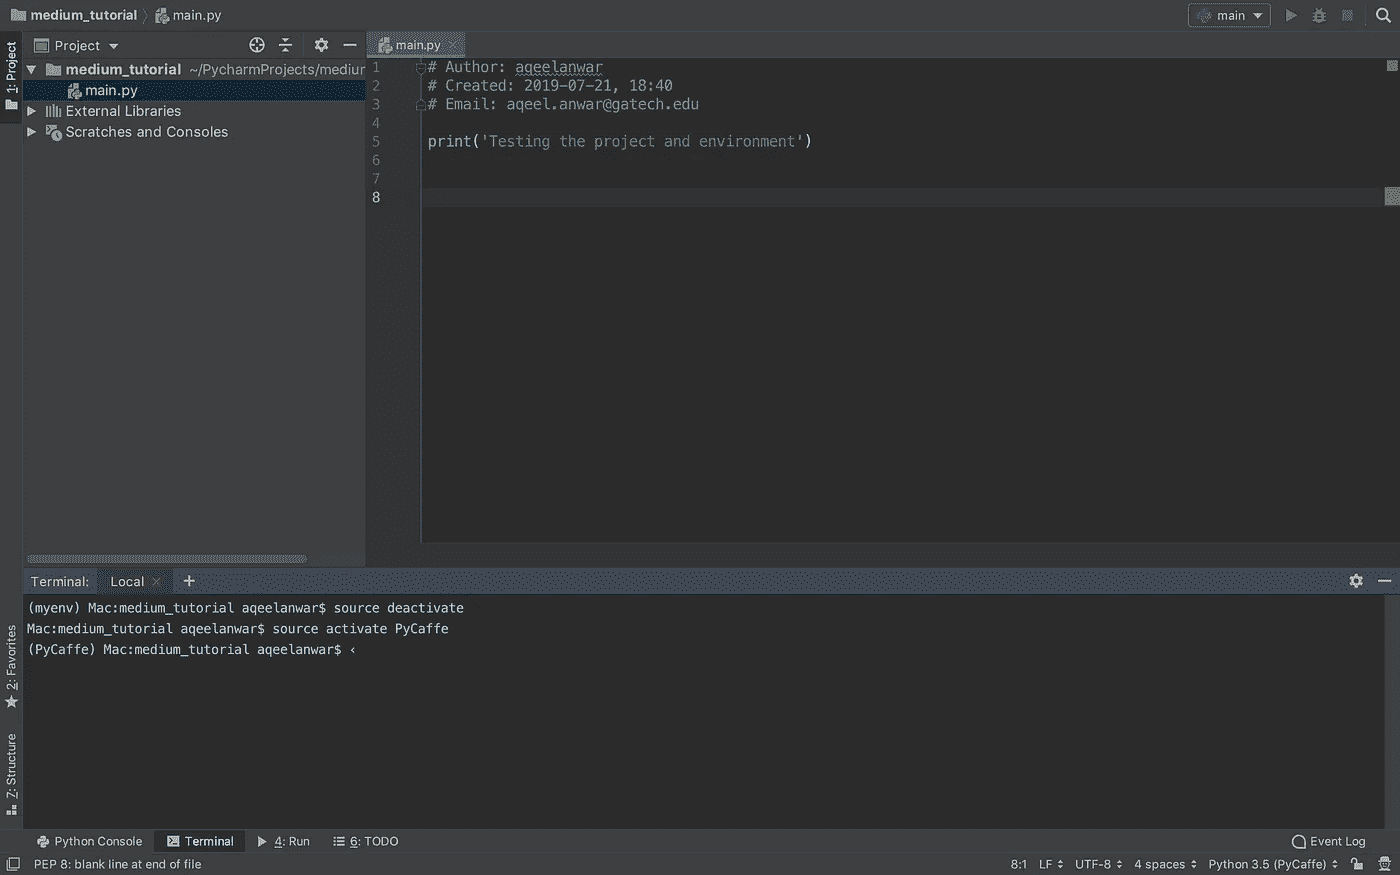 medium_tutorial 〉 main.py
main
1: Project
Project
medium_tutorial ~/PycharmProjects/medium
main.py
External Libraries
Scratches and Consoles
main.py
1 # Author: aqeelanwar
2 # Created: 2019-07-21, 18:40
3 # Email: aqeel.anwar@gatech.edu
4
5 print('Testing the project and environment')
6
7
8
Terminal: Local +
(myenv) Mac:medium_tutorial aqeelanwar$ source deactivate
Mac:medium_tutorial aqeelanwar$ source activate PyCaffe
(PyCaffe) Mac:medium_tutorial aqeelanwar$ ‹
2: Favorites
Z: Structure
Python Console
Terminal
4: Run
6: TODO
Event Log
PEP 8: blank line at end of file
8:1 LF UTF-8 4 spaces Python 3.5 (PyCaffe)